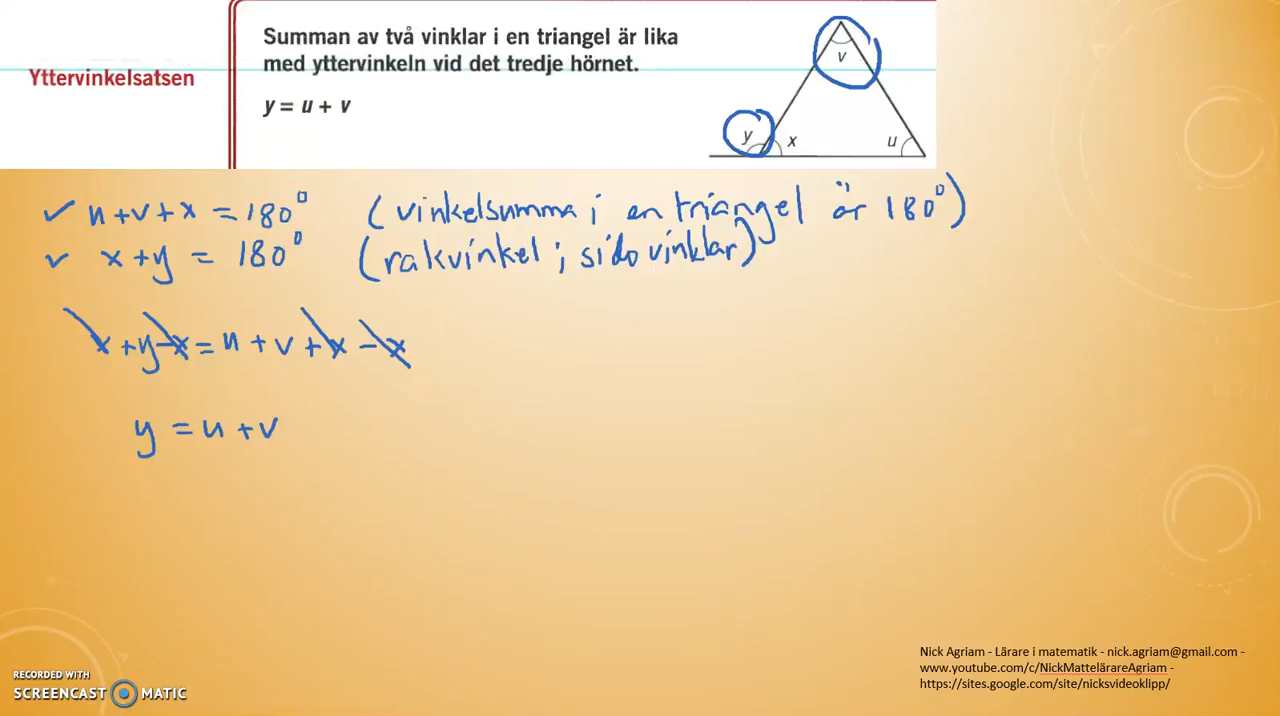 Yttervinkelsatsen
Summan av två vinklar i en triangel är lika
med yttervinkeln vid det tredje hörnet.
y = u + v
v
y
x
u
✓ u+v+x = 180° (vinkelsumma i en triangel är 180°)
✓ x+y = 180° (rakvinkel ; sidovinklar)
x+y-x = u+v+x-x
y = u+v
RECORDED WITH
SCREENCAST MATIC
Nick Agriam - Lärare i matematik - nick.agriam@gmail.com -
www.youtube.com/c/NickMattelärareAgriam -
https://sites.google.com/site/nicksvideoklipp/